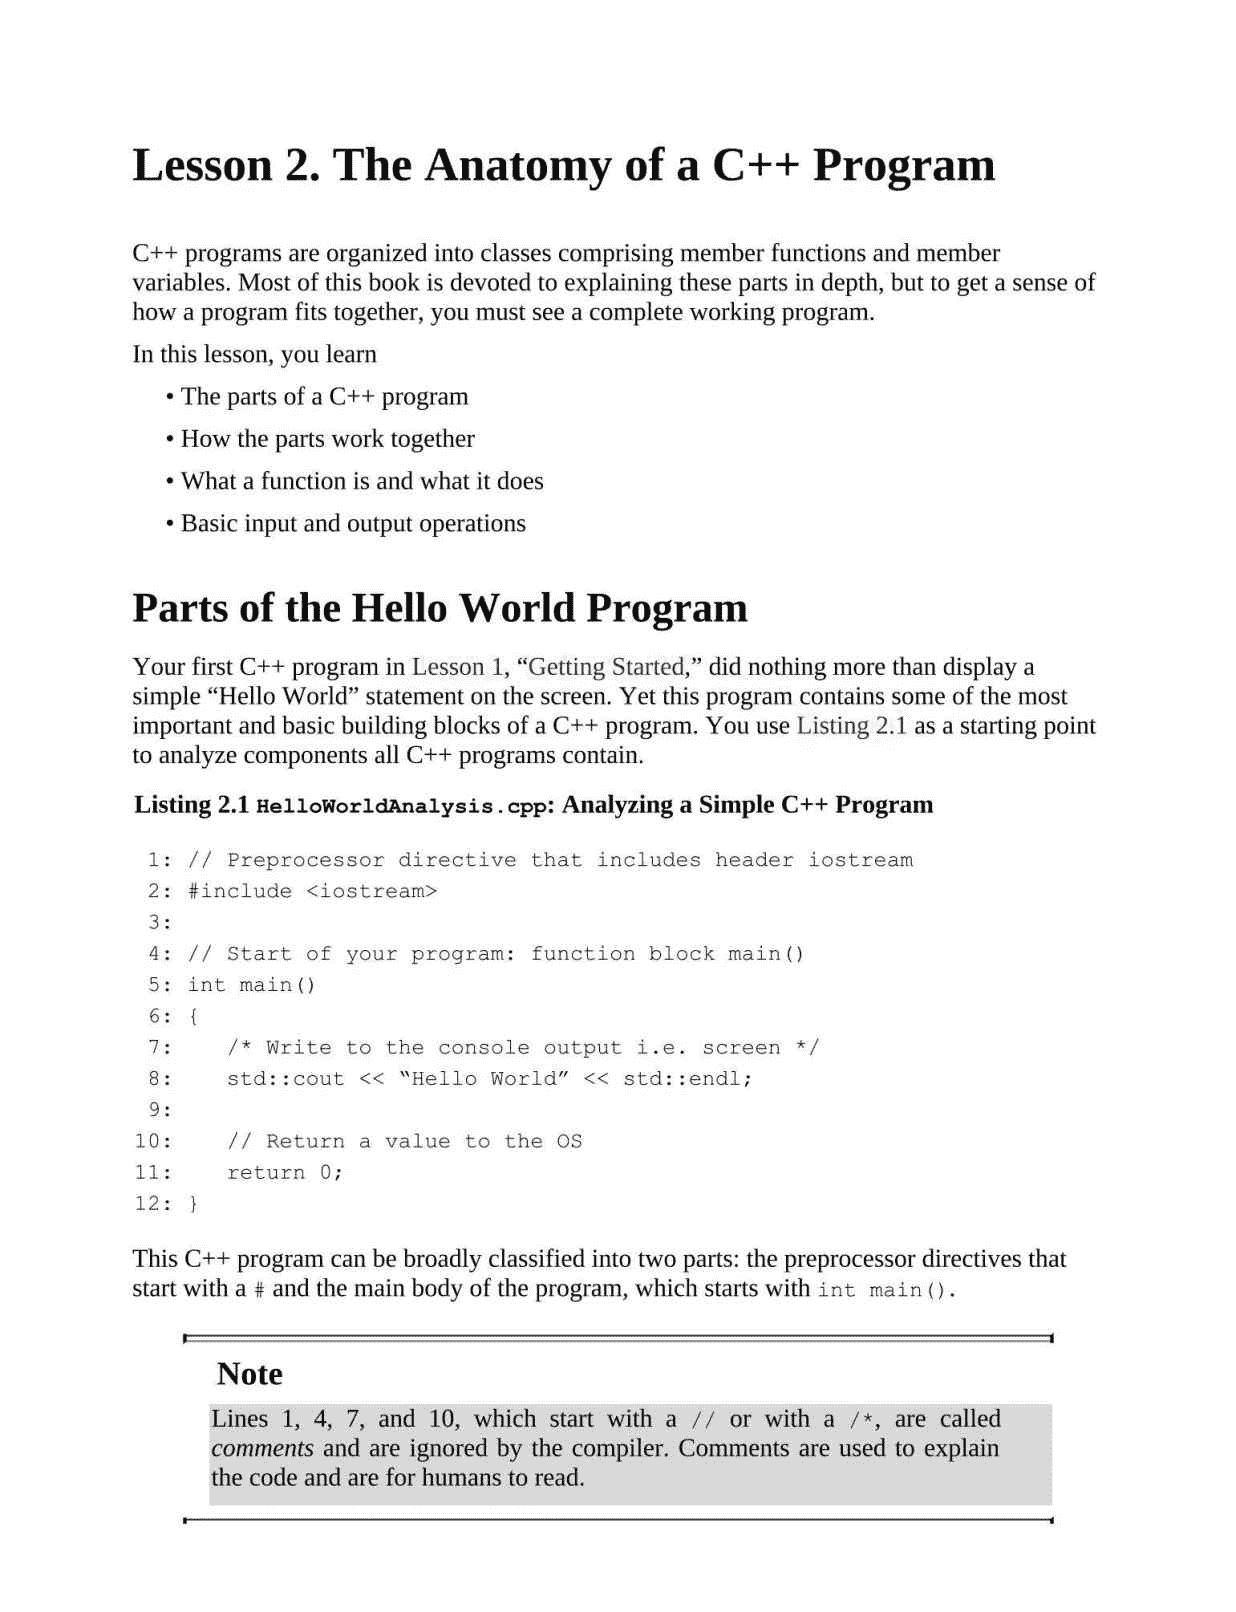 Lesson 2. The Anatomy of a C++ Program
C++ programs are organized into classes comprising member functions and member
variables. Most of this book is devoted to explaining these parts in depth, but to get a sense of
how a program fits together, you must see a complete working program.
In this lesson, you learn
• The parts of a C++ program
• How the parts work together
• What a function is and what it does
• Basic input and output operations
Parts of the Hello World Program
Your first C++ program in Lesson 1, “Getting Started,” did nothing more than display a
simple “Hello World” statement on the screen. Yet this program contains some of the most
important and basic building blocks of a C++ program. You use Listing 2.1 as a starting point
to analyze components all C++ programs contain.
Listing 2.1 HelloWorldAnalysis.cpp: Analyzing a Simple C++ Program
1: // Preprocessor directive that includes header iostream
2: #include <iostream>
3:
4: // Start of your program: function block main()
5: int main()
6: {
7:    /* Write to the console output i.e. screen */
8:    std::cout << “Hello World” << std::endl;
9:
10:    // Return a value to the OS
11:    return 0;
12: }
This C++ program can be broadly classified into two parts: the preprocessor directives that
start with a # and the main body of the program, which starts with int main().
Note
Lines 1, 4, 7, and 10, which start with a // or with a /*, are called
comments and are ignored by the compiler. Comments are used to explain
the code and are for humans to read.